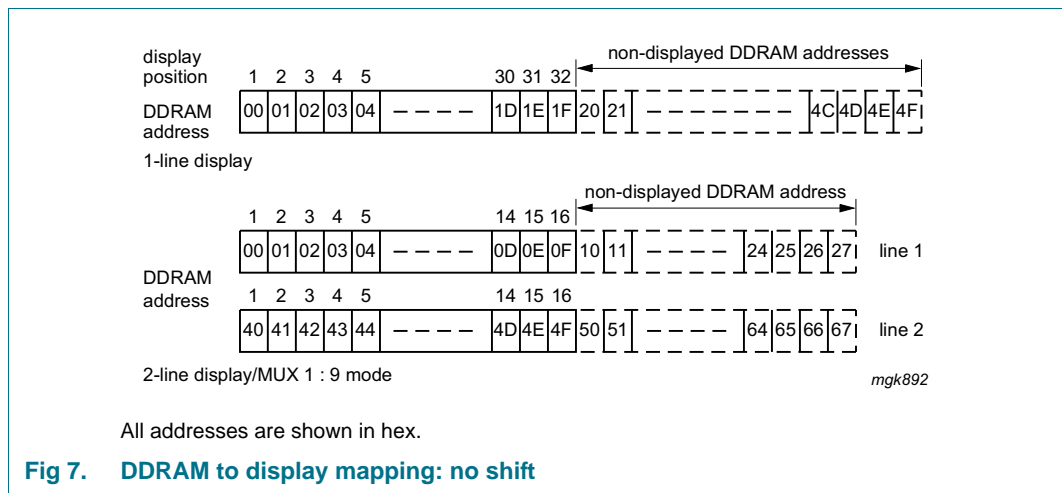 display position 1 2 3 4 5 30 31 32 non-displayed DDRAM addresses
DDRAM address 00 01 02 03 04 1D 1E 1F 20 21 4C 4D 4E 4F
1-line display
non-displayed DDRAM address
1 2 3 4 5 14 15 16
00 01 02 03 04 0D 0E 0F 10 11 24 25 26 27 line 1
DDRAM address
1 2 3 4 5 14 15 16
40 41 42 43 44 4D 4E 4F 50 51 64 65 66 67 line 2
2-line display/MUX 1 : 9 mode
mgk892
All addresses are shown in hex.
Fig 7. DDRAM to display mapping: no shift